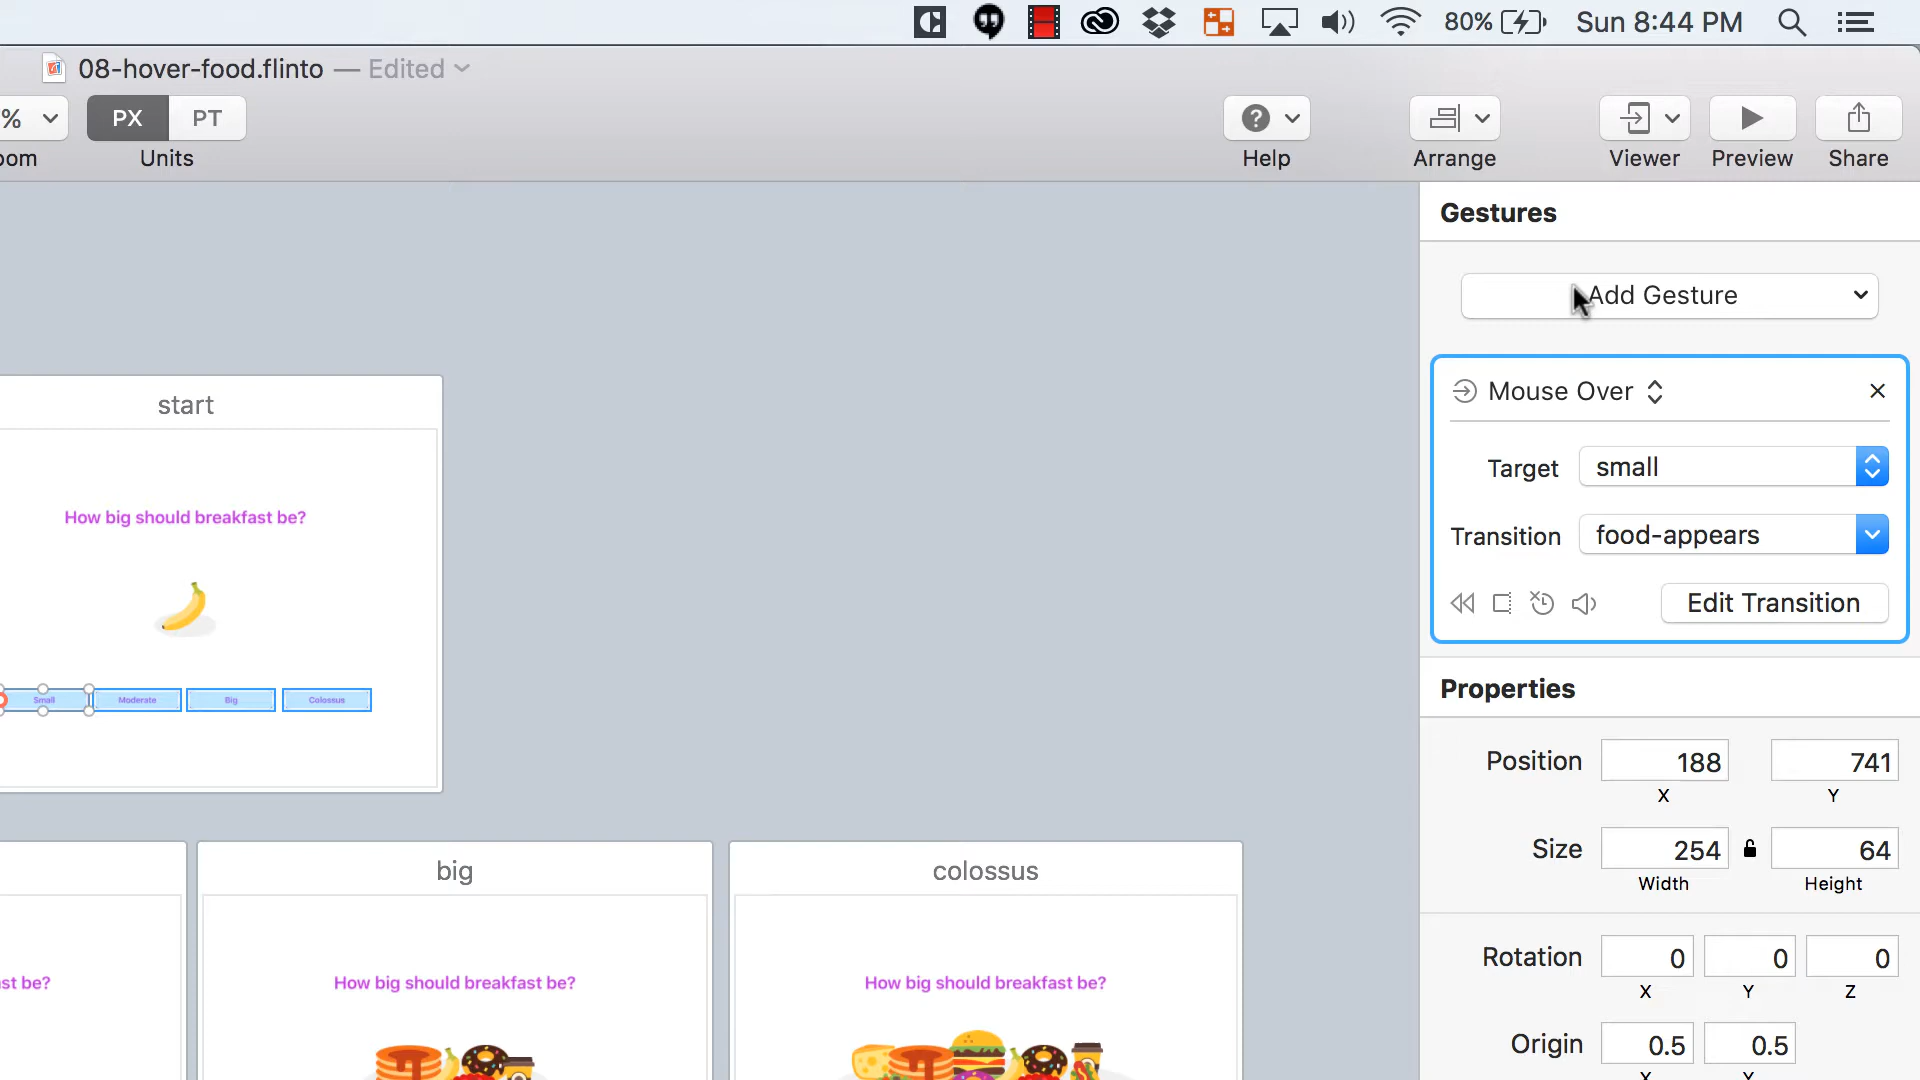 80%
Sun 8:44 PM
08-hover-food.flinto — Edited
%
PX
PT
oom
Units
Help
Arrange
Viewer
Preview
Share
Gestures
Add Gesture
Mouse Over
Target
small
Transition
food-appears
Edit Transition
start
How big should breakfast be?
Small
Moderate
Big
Colossus
Properties
Position
188
741
X
Y
Size
254
64
Width
Height
Rotation
0
0
0
X
Y
Z
Origin
0.5
0.5
X
Y
big
colossus
st be?
How big should breakfast be?
How big should breakfast be?